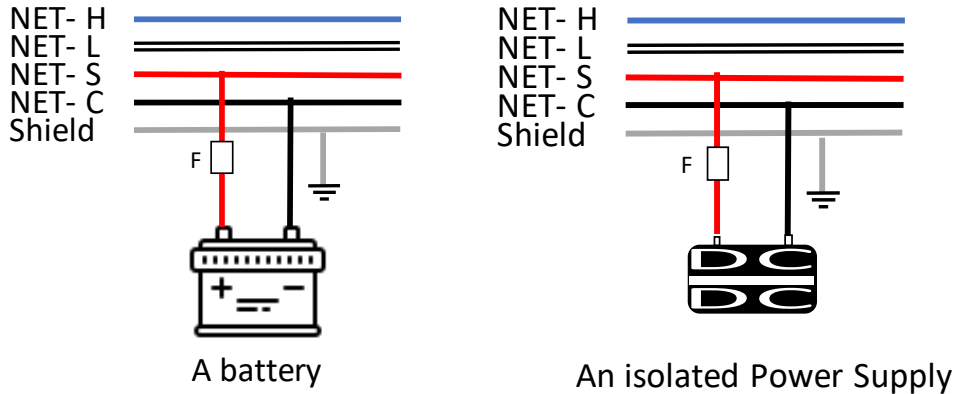 NET- H
NET- L
NET- S
NET- C
Shield
F
+ −
A battery
NET- H
NET- L
NET- S
NET- C
Shield
F
DC
DC
An isolated Power Supply